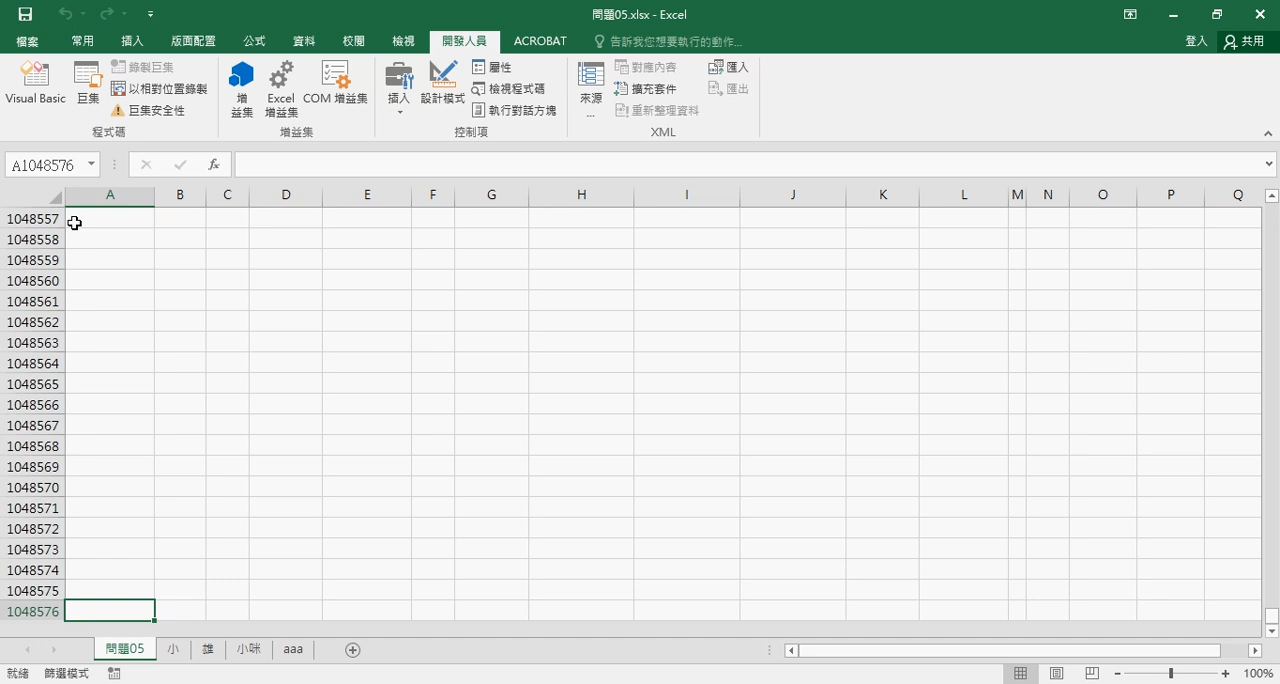 問題05.xlsx - Excel
檔案 常用 插入 版面配置 公式 資料 校閱 檢視 開發人員 ACROBAT 告訴我您想要執行的動作... 登入 共用
Visual Basic 巨集 錄製巨集 以相對位置錄製 巨集安全性
增益集 Excel 增益集 COM 增益集
插入 設計模式 屬性 檢視程式碼 執行對話方塊
來源... 對應內容 擴充套件 重新整理資料 匯入 匯出
程式碼 增益集 控制項 XML
A1048576 fx
A B C D E F G H I J K L M N O P Q
1048557
1048558
1048559
1048560
1048561
1048562
1048563
1048564
1048565
1048566
1048567
1048568
1048569
1048570
1048571
1048572
1048573
1048574
1048575
1048576
問題05 小 雄 小咪 aaa
就緒 篩選模式 100%